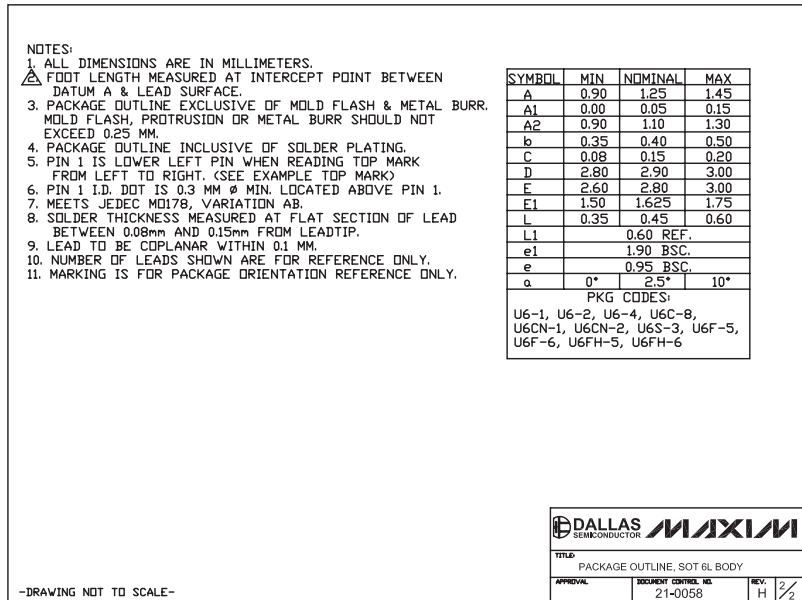 NOTES:
1. ALL DIMENSIONS ARE IN MILLIMETERS.
2. FOOT LENGTH MEASURED AT INTERCEPT POINT BETWEEN
DATUM A & LEAD SURFACE.
3. PACKAGE OUTLINE EXCLUSIVE OF MOLD FLASH & METAL BURR.
MOLD FLASH, PROTRUSION OR METAL BURR SHOULD NOT
EXCEED 0.25 MM.
4. PACKAGE OUTLINE INCLUSIVE OF SOLDER PLATING.
5. PIN 1 IS LOWER LEFT PIN WHEN READING TOP MARK
FROM LEFT TO RIGHT. (SEE EXAMPLE TOP MARK)
6. PIN 1 I.D. DOT IS 0.3 MM ø MIN. LOCATED ABOVE PIN 1.
7. MEETS JEDEC MO178, VARIATION AB.
8. SOLDER THICKNESS MEASURED AT FLAT SECTION OF LEAD
BETWEEN 0.08mm AND 0.15mm FROM LEADTIP.
9. LEAD TO BE COPLANAR WITHIN 0.1 MM.
10. NUMBER OF LEADS SHOWN ARE FOR REFERENCE ONLY.
11. MARKING IS FOR PACKAGE ORIENTATION REFERENCE ONLY.
SYMBOL MIN NOMINAL MAX
A 0.90 1.25 1.45
A1 0.00 0.05 0.15
A2 0.90 1.10 1.30
b 0.35 0.40 0.50
C 0.08 0.15 0.20
D 2.80 2.90 3.00
E 2.60 2.80 3.00
E1 1.50 1.625 1.75
L 0.35 0.45 0.60
L1 0.60 REF.
e1 1.90 BSC.
e 0.95 BSC.
α 0° 2.5° 10°
PKG CODES:
U6-1, U6-2, U6-4, U6C-8,
U6CN-1, U6CN-2, U6S-3, U6F-5,
U6F-6, U6FH-5, U6FH-6
DALLAS SEMICONDUCTOR MAXIM
TITLE:
PACKAGE OUTLINE, SOT 6L BODY
APPROVAL DOCUMENT CONTROL NO. REV.
21-0058 H 2/2
-DRAWING NOT TO SCALE-